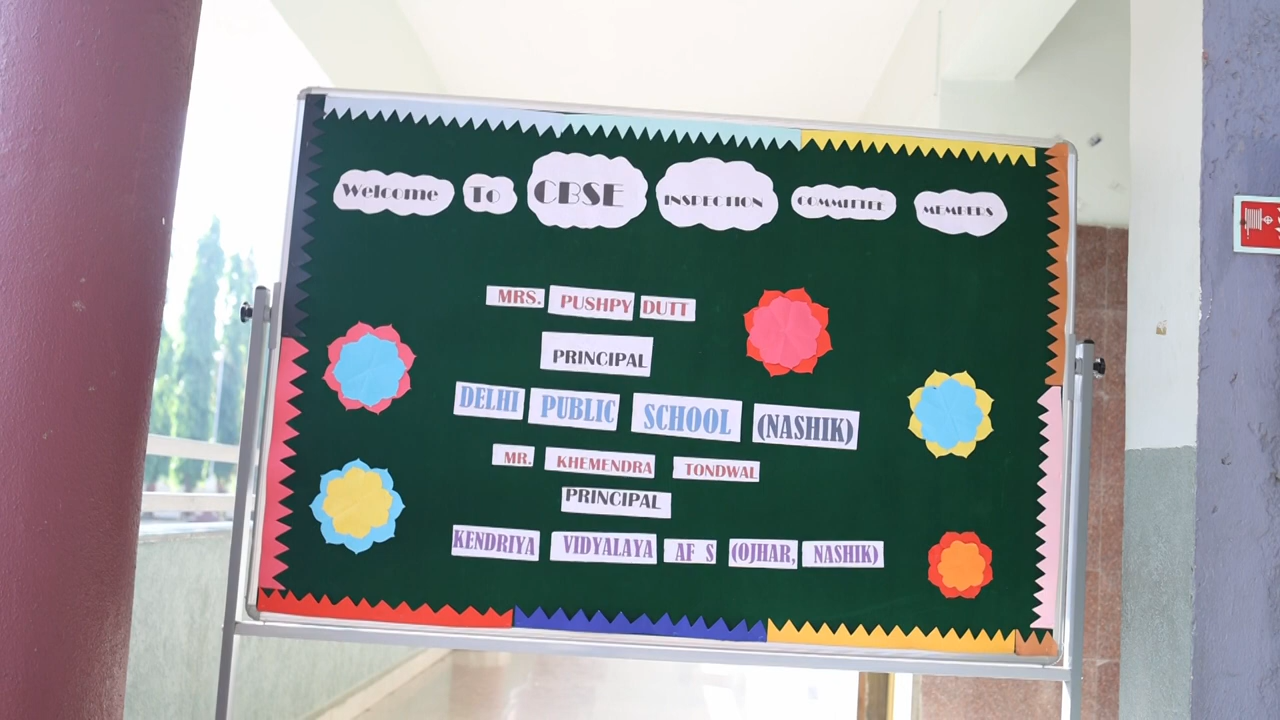 Welcome To CBSE INSPECTION COMMITTEE MEMBERS
MRS. PUSHPY DUTT
PRINCIPAL
DELHI PUBLIC SCHOOL (NASHIK)
MR. KHEMENDRA TONDWAL
PRINCIPAL
KENDRIYA VIDYALAYA AF S (OJHAR, NASHIK)